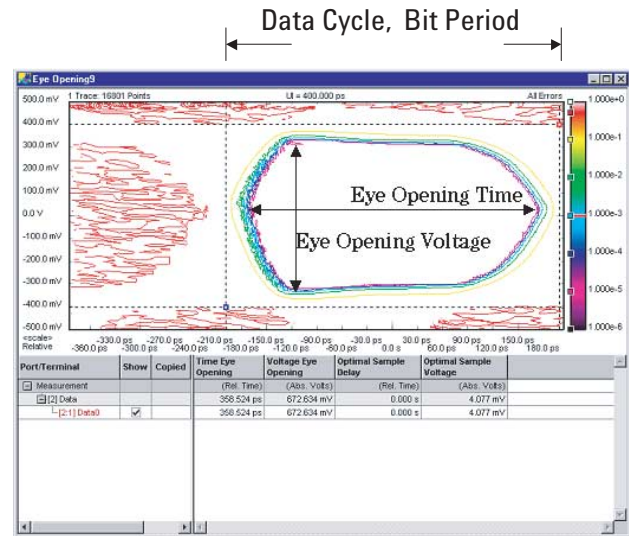 Data Cycle, Bit Period
Eye Opening9
1 Trace: 16801 Points UI = 400.000 ps All Errors
500.0 mV
400.0 mV
300.0 mV
200.0 mV
100.0 mV
0.0 V
-100.0 mV
-200.0 mV
-300.0 mV
-400.0 mV
-500.0 mV
1.000e+0
1.000e-1
1.000e-2
1.000e-3
1.000e-4
1.000e-5
1.000e-6
Eye Opening Time
Eye Opening Voltage
<scale> -330.0 ps -270.0 ps -210.0 ps -150.0 ps -90.0 ps -30.0 ps 30.0 ps 90.0 ps 150.0 ps
Relative -360.0 ps -300.0 ps -240.0 ps -180.0 ps -120.0 ps -60.0 ps 0.0 s 60.0 ps 120.0 ps 180.0 ps
Port/Terminal Show Copied Time Eye Opening Voltage Eye Opening Optimal Sample Delay Optimal Sample Voltage
Measurement (Rel. Time) (Abs. Volts) (Rel. Time) (Abs. Volts)
[2] Data 358.524 ps 672.634 mV 0.000 s 4.077 mV
[2:1] Data0 358.524 ps 672.634 mV 0.000 s 4.077 mV